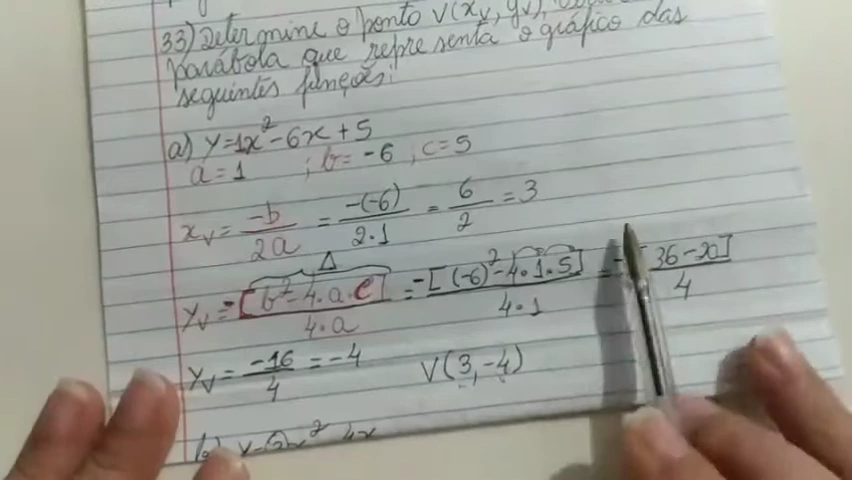 33) Determine o ponto V(xv, yv),
parábola que representa o gráfico das
seguintes funções:
a) y=1x²-6x+5
a=1 ; b=-6 ; c=5
xv= -b/2a = -(-6)/2·1 = 6/2 =3
Δ
yv= -[b²-4·a·c]/4·a = -[(-6)²-4·1·5]/4·1 = -[36-20]/4
yv= -16/4 =-4 V(3,-4)